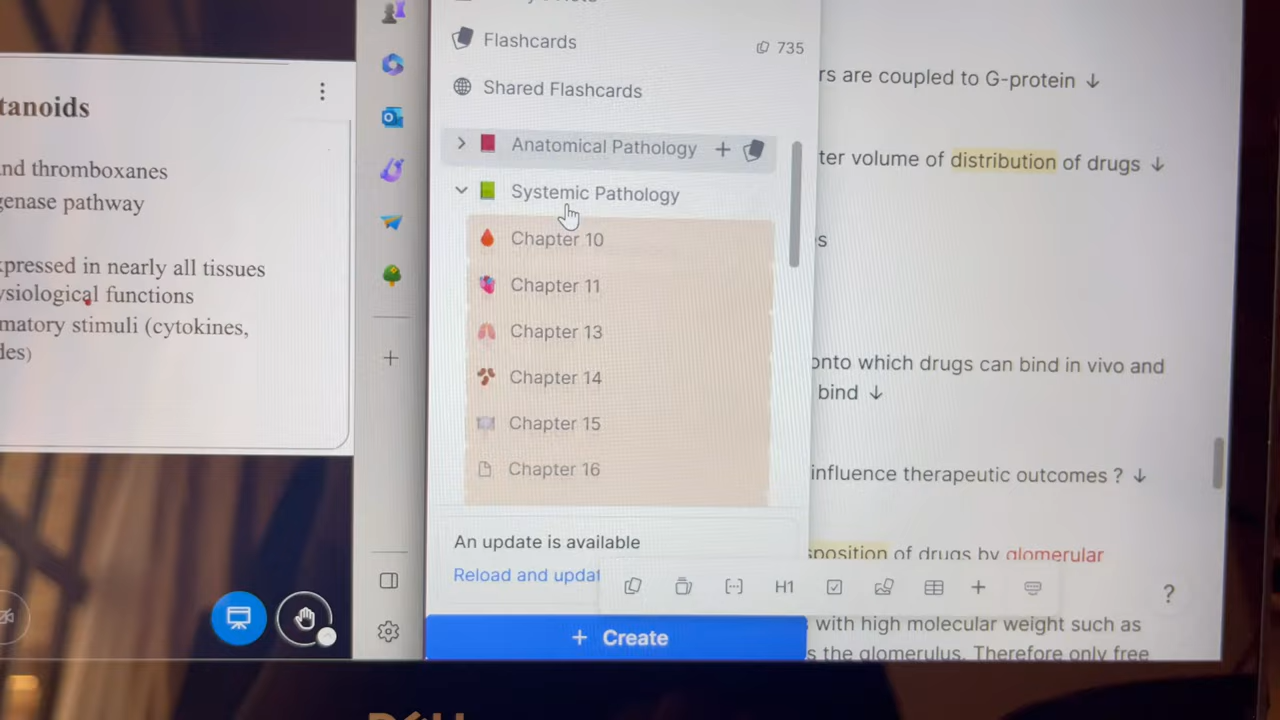 tanoids
nd thromboxanes
genase pathway
xpressed in nearly all tissues
ysiological functions
matory stimuli (cytokines,
des)
Flashcards
735
Shared Flashcards
Anatomical Pathology
Systemic Pathology
Chapter 10
Chapter 11
Chapter 13
Chapter 14
Chapter 15
Chapter 16
An update is available
Reload and updat
+ Create
H1
rs are coupled to G-protein ↓
ter volume of distribution of drugs ↓
s
onto which drugs can bind in vivo and
bind ↓
influence therapeutic outcomes ? ↓
sposition of drugs by glomerular
with high molecular weight such as
s the glomerulus. Therefore only free
?